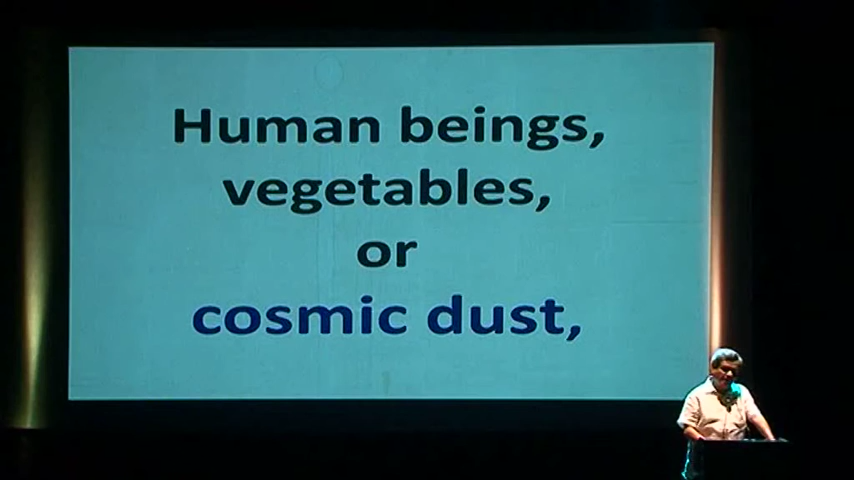 Human beings,
vegetables,
or
cosmic dust,